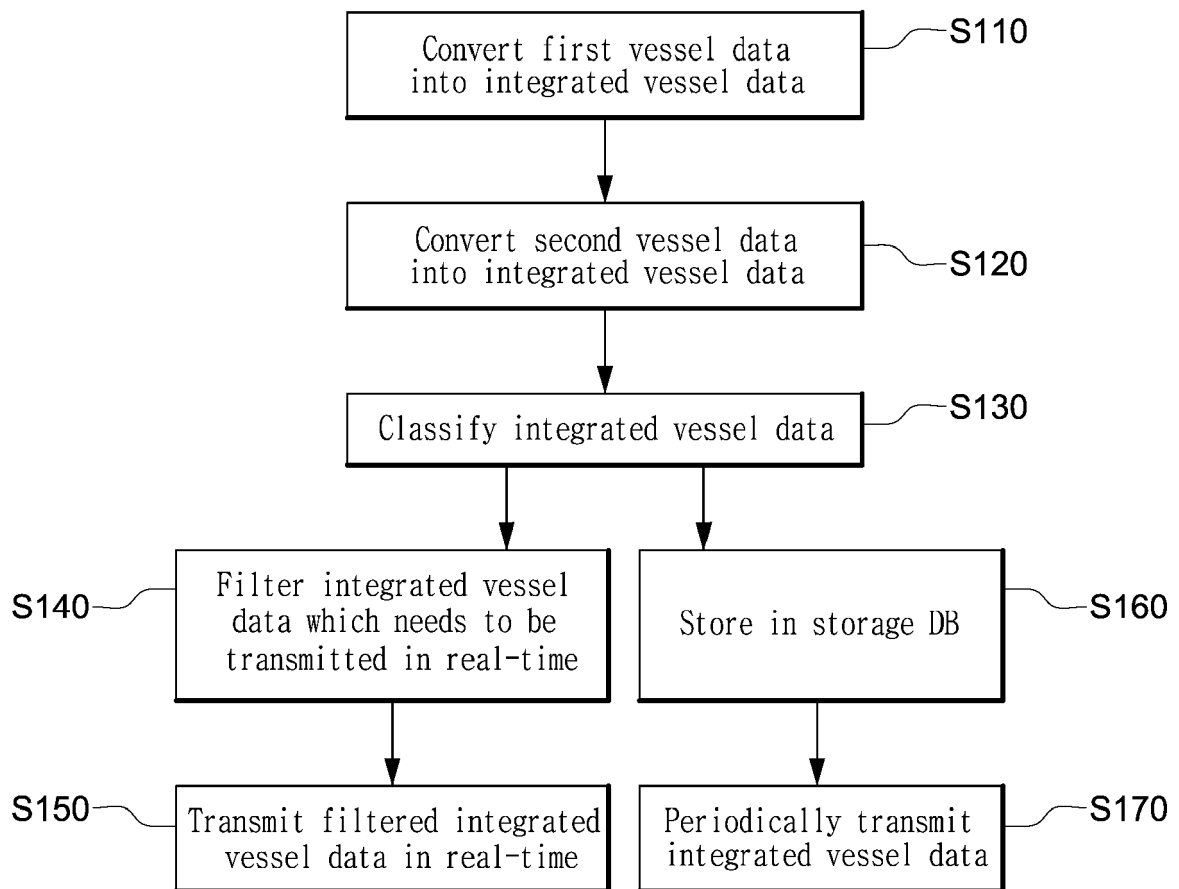 Convert first vessel data
into integrated vessel data
S110
Convert second vessel data
into integrated vessel data
S120
Classify integrated vessel data
S130
S140
Filter integrated vessel
data which needs to be
transmitted in real-time
Store in storage DB
S160
S150
Transmit filtered integrated
vessel data in real-time
Periodically transmit
integrated vessel data
S170